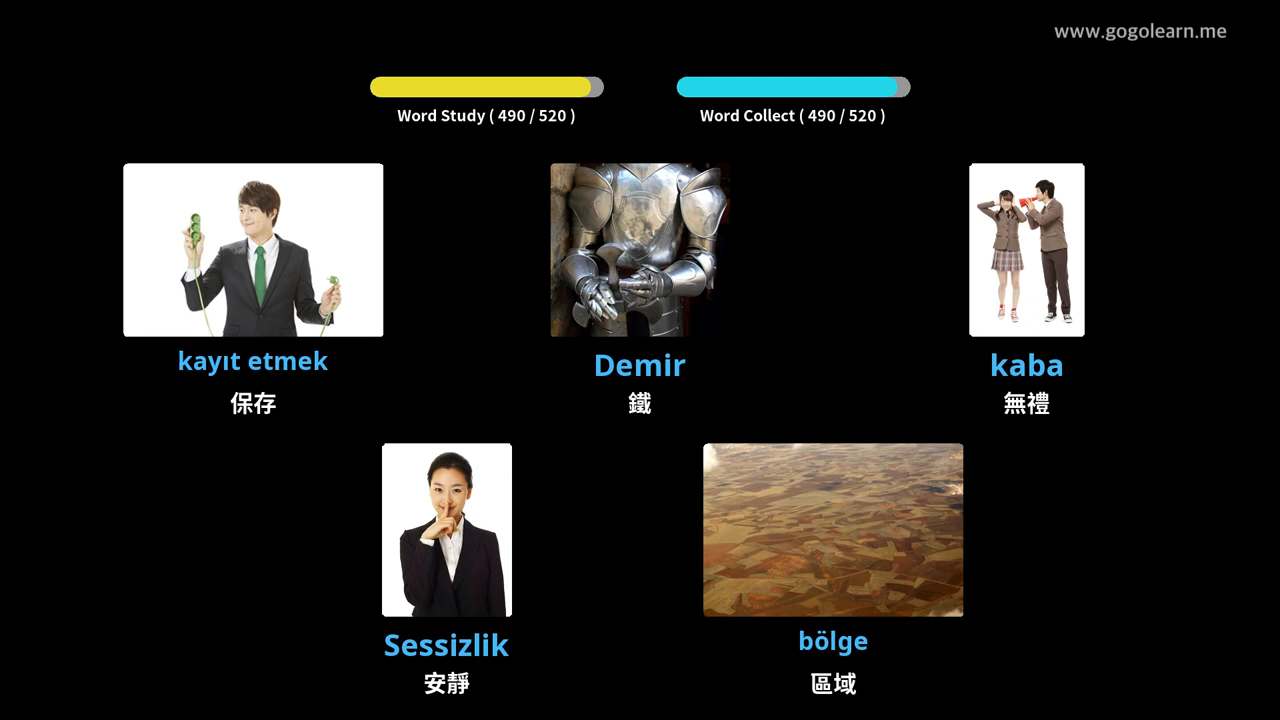 www.gogolearn.me
Word Study ( 490 / 520 )
Word Collect ( 490 / 520 )
kayıt etmek
保存
Demir
鐵
kaba
無禮
Sessizlik
安靜
bölge
區域